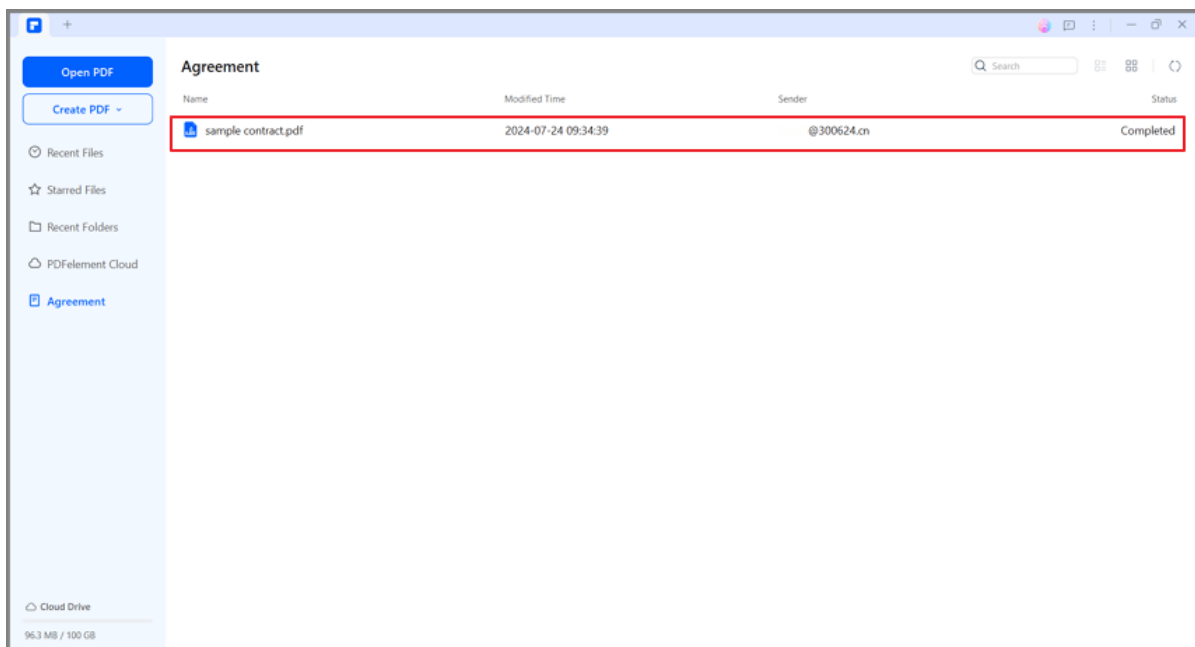 Open PDF
Create PDF
Recent Files
Starred Files
Recent Folders
PDFelement Cloud
Agreement
Cloud Drive
96.3 MB / 100 GB
Agreement
Search
Name Modified Time Sender Status
sample contract.pdf 2024-07-24 09:34:39 @300624.cn Completed